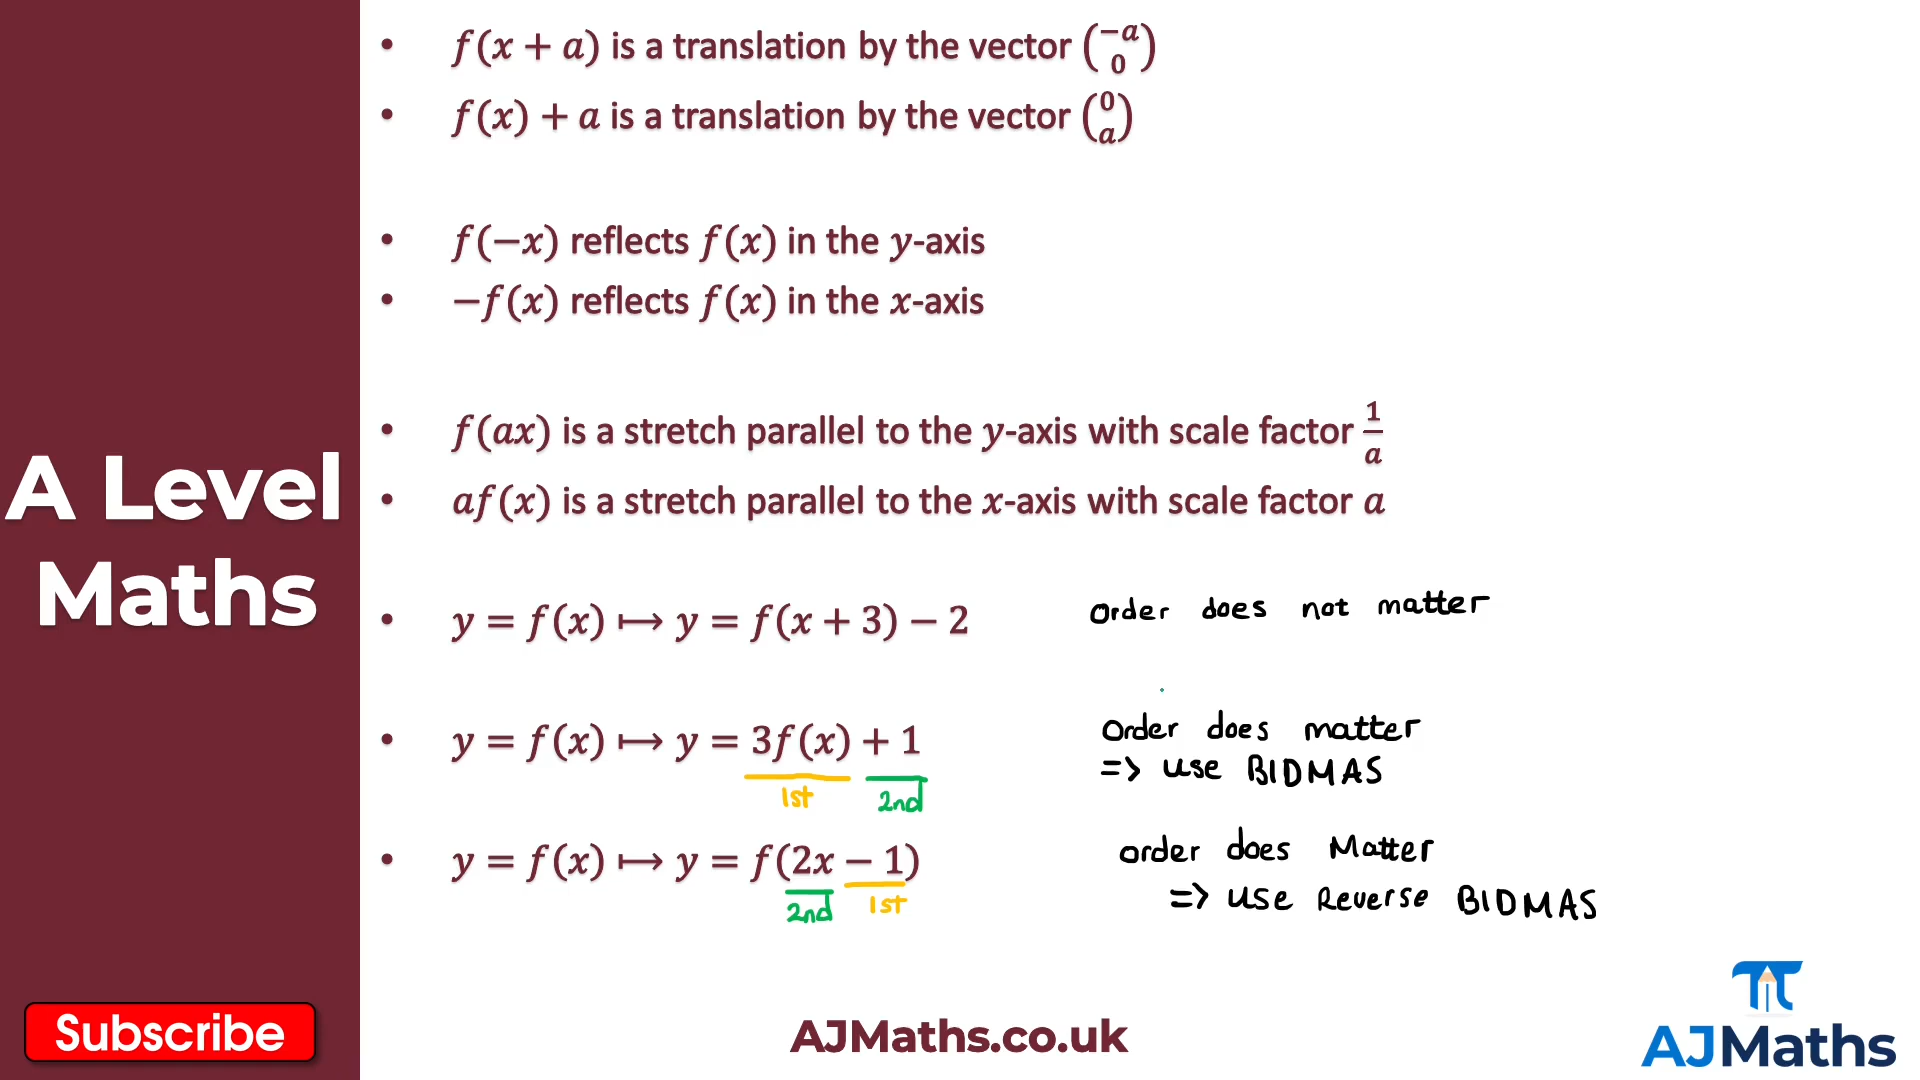 A Level
Maths
Subscribe
• f(x + a) is a translation by the vector (−a 0)
• f(x) + a is a translation by the vector (0 a)
• f(−x) reflects f(x) in the y-axis
• −f(x) reflects f(x) in the x-axis
• f(ax) is a stretch parallel to the y-axis with scale factor 1/a
• af(x) is a stretch parallel to the x-axis with scale factor a
• y = f(x) ↦ y = f(x + 3) − 2
Order does not matter
• y = f(x) ↦ y = 3f(x) + 1
1st 2nd
Order does matter
=> use BIDMAS
• y = f(x) ↦ y = f(2x − 1)
2nd 1st
order does Matter
=> use Reverse BIDMAS
AJMaths.co.uk
AJMaths